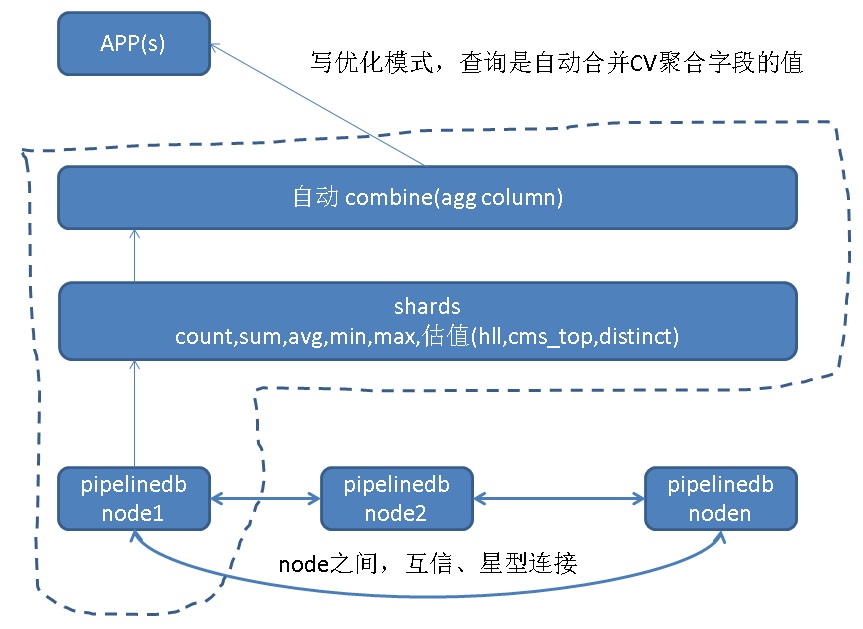 APP(s)
写优化模式，查询是自动合并CV聚合字段的值
自动 combine(agg column)
shards
count,sum,avg,min,max,估值(hll,cms_top,distinct)
pipelinedb
node1
pipelinedb
node2
pipelinedb
noden
node之间，互信、星型连接